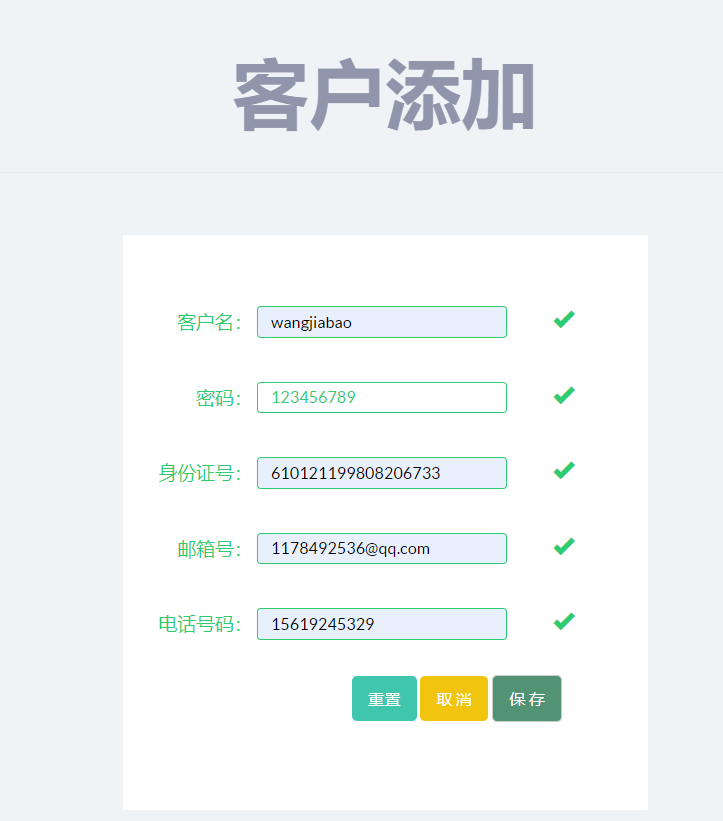 客户添加
客户名： wangjiabao
密码： 123456789
身份证号： 610121199808206733
邮箱号： 1178492536@qq.com
电话号码： 15619245329
重置 取消 保存